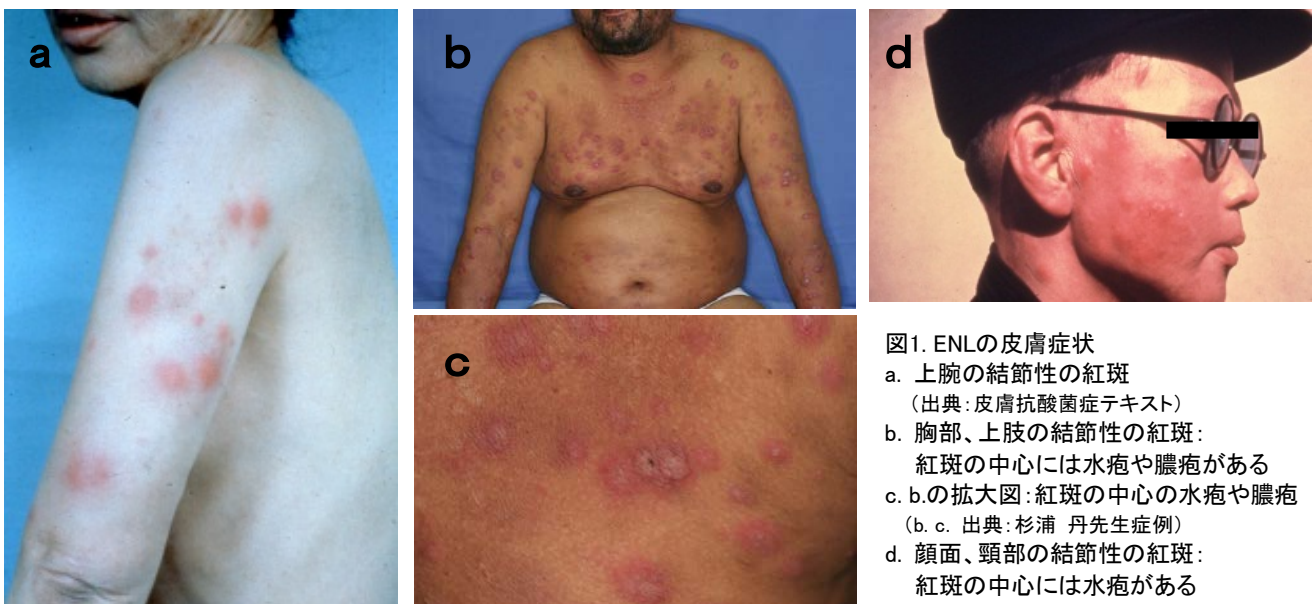 a
b
d
c
図1. ENLの皮膚症状
a. 上腕の結節性の紅斑
（出典：皮膚抗酸菌症テキスト）
b. 胸部、上肢の結節性の紅斑：
紅斑の中心には水疱や膿疱がある
c. b.の拡大図：紅斑の中心の水疱や膿疱
（b. c. 出典：杉浦 丹先生症例）
d. 顔面、頸部の結節性の紅斑：
紅斑の中心には水疱がある